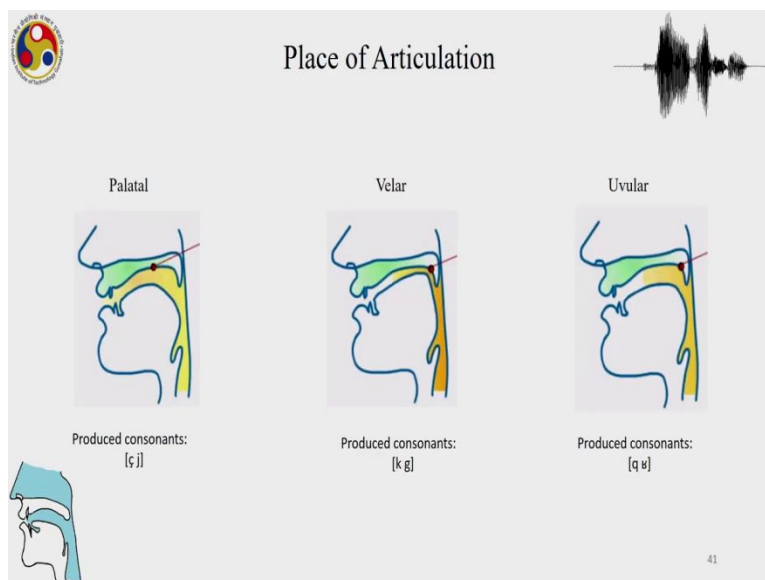 Place of Articulation
Palatal
Velar
Uvular
Produced consonants:
[ç j]
Produced consonants:
[k g]
Produced consonants:
[q ʁ]
41